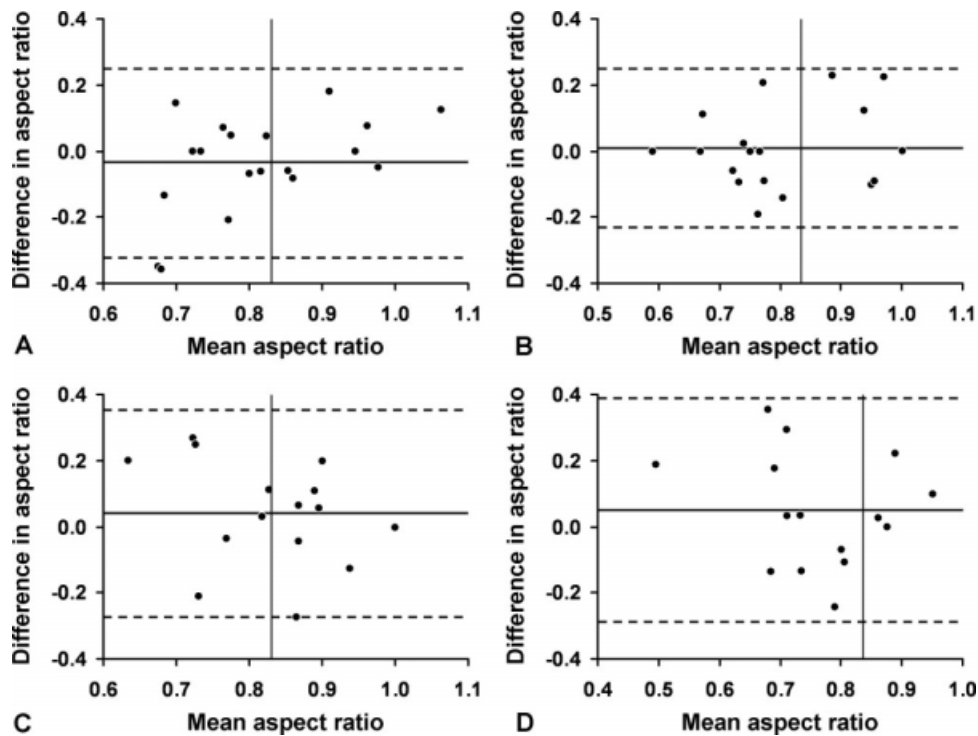 Difference in aspect ratio
0.4
0.2
0.0
-0.2
-0.4
0.6 0.7 0.8 0.9 1.0 1.1
A Mean aspect ratio
Difference in aspect ratio
0.4
0.2
0.0
-0.2
-0.4
0.5 0.6 0.7 0.8 0.9 1.0 1.1
B Mean aspect ratio
Difference in aspect ratio
0.4
0.2
0.0
-0.2
-0.4
0.6 0.7 0.8 0.9 1.0 1.1
C Mean aspect ratio
Difference in aspect ratio
0.4
0.2
0.0
-0.2
-0.4
0.4 0.5 0.6 0.7 0.8 0.9 1.0
D Mean aspect ratio